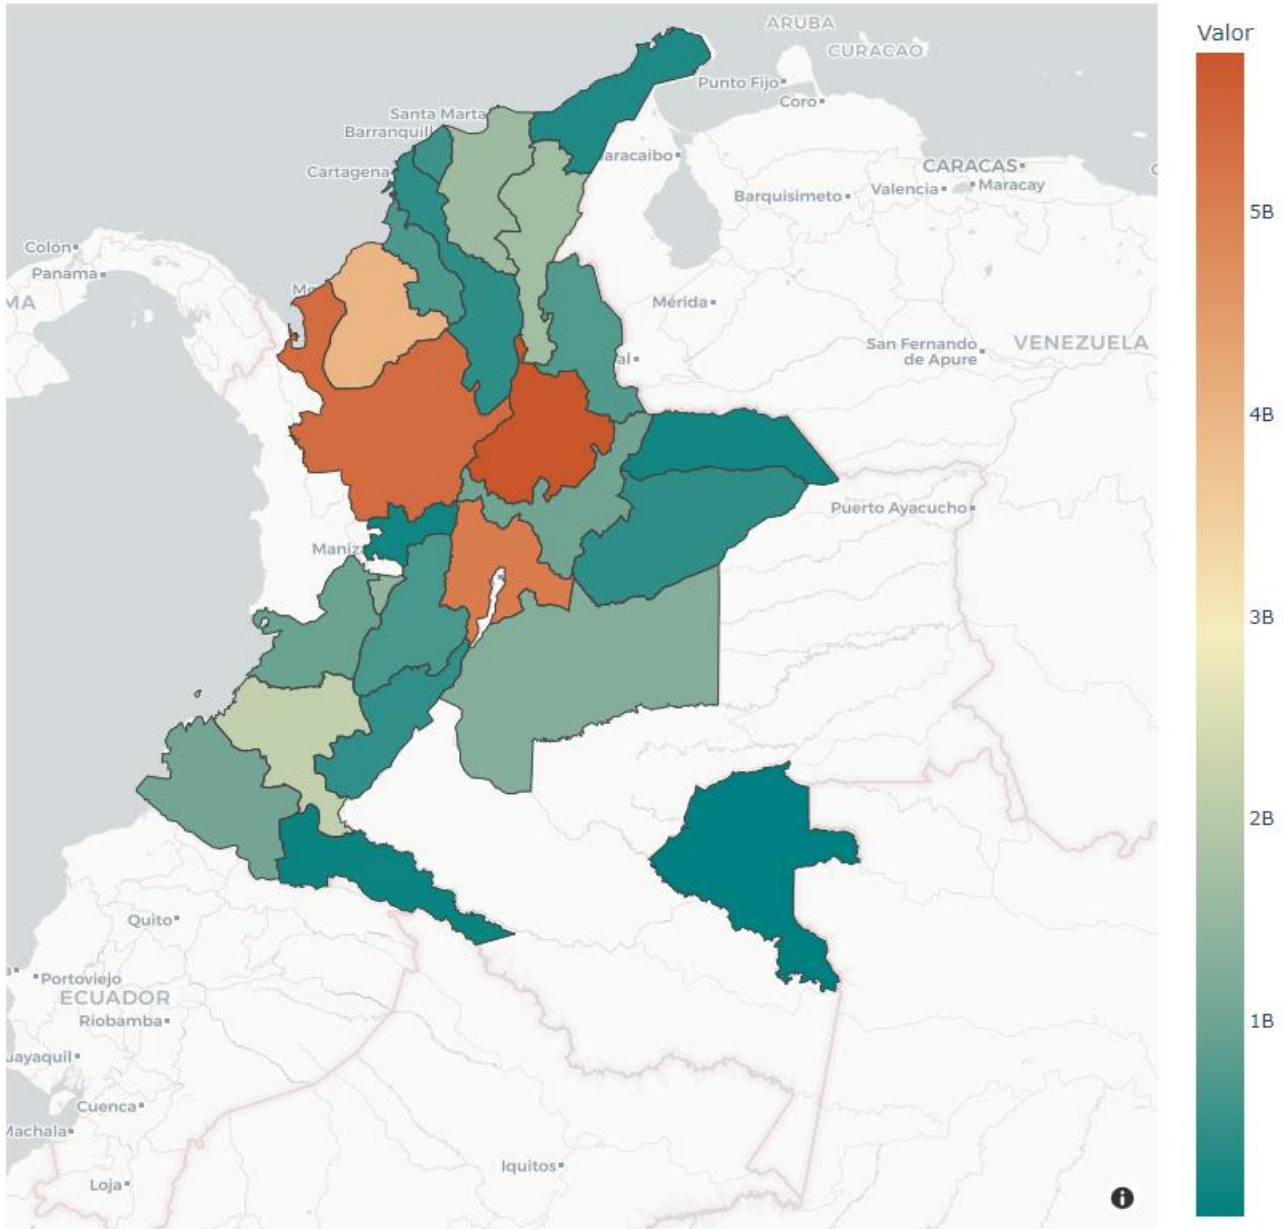 Valor
ARUBA
CURACAO
Punto Fijo
Coro
Santa Marta
Barranquill
Cartagena
aracaibo
CARACAS
Barquisimeto
Valencia
Maracay
5B
Colón
Panama
MA
Mérida
San Fernando
de Apure
VENEZUELA
al
4B
Puerto Ayacucho
Maniz
3B
2B
Quito
Portoviejo
ECUADOR
Riobamba
uayaquil
1B
Cuenca
Machala
Iquitos
Loja
i